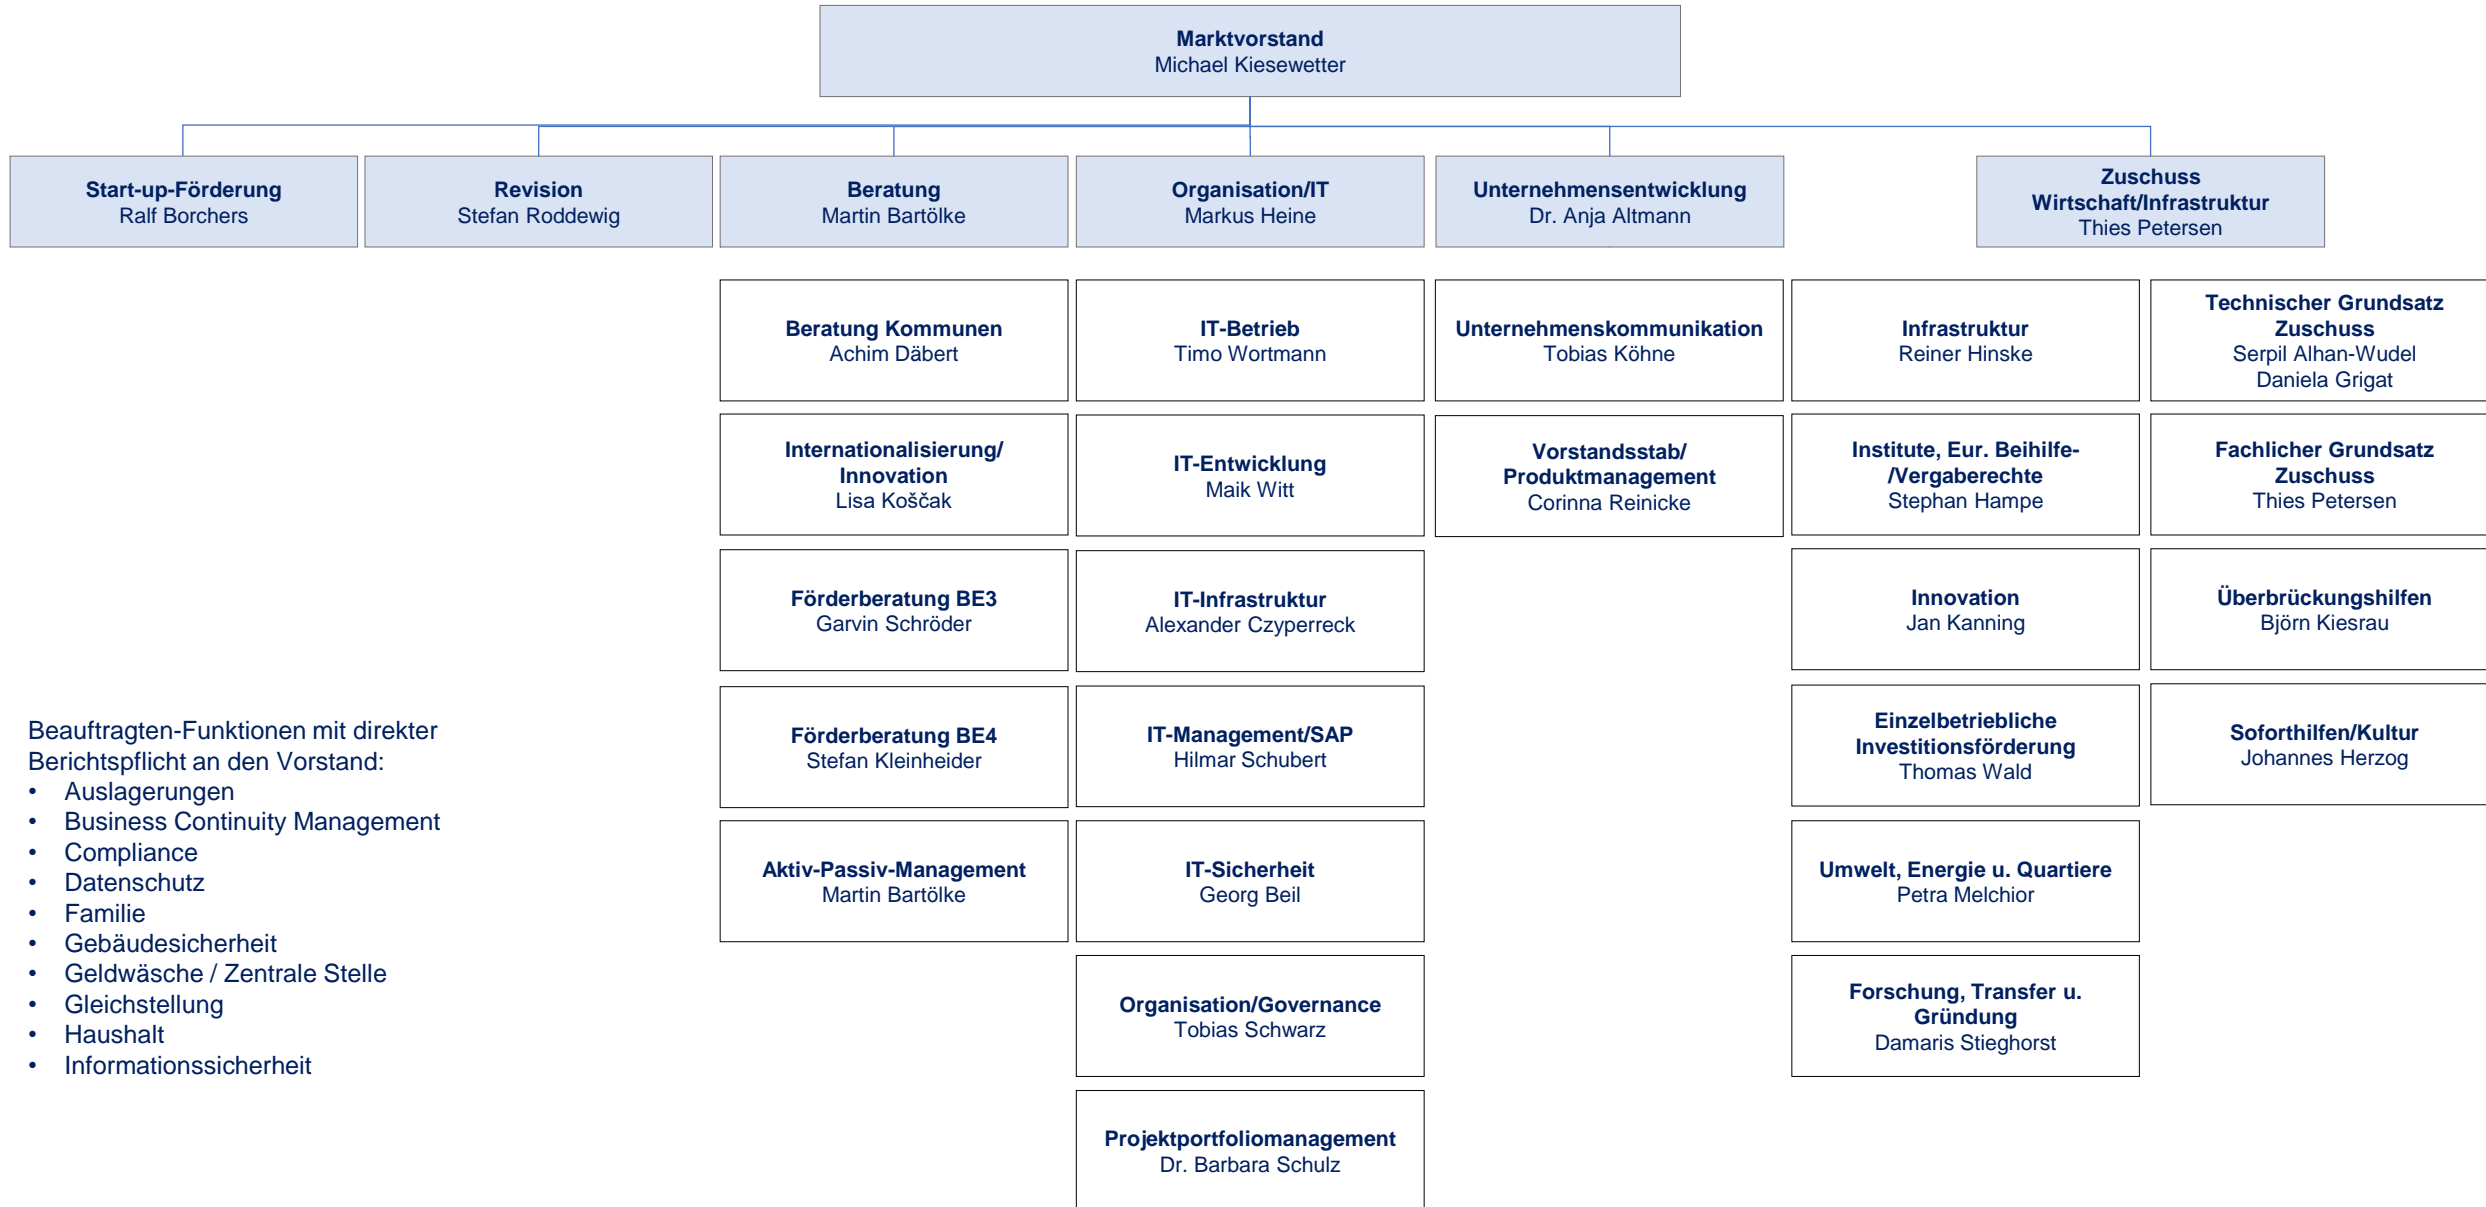 Marktvorstand
Michael Kiesewetter
Start-up-Förderung
Ralf Borchers
Revision
Stefan Roddewig
Beratung
Martin Bartölke
Organisation/IT
Markus Heine
Unternehmensentwicklung
Dr. Anja Altmann
Zuschuss
Wirtschaft/Infrastruktur
Thies Petersen
Beratung Kommunen
Achim Däbert
Internationalisierung/
Innovation
Lisa Koščak
Förderberatung BE3
Garvin Schröder
Förderberatung BE4
Stefan Kleinheider
Aktiv-Passiv-Management
Martin Bartölke
IT-Betrieb
Timo Wortmann
IT-Entwicklung
Maik Witt
IT-Infrastruktur
Alexander Czyperreck
IT-Management/SAP
Hilmar Schubert
IT-Sicherheit
Georg Beil
Organisation/Governance
Tobias Schwarz
Projektportfoliomanagement
Dr. Barbara Schulz
Unternehmenskommunikation
Tobias Köhne
Vorstandsstab/
Produktmanagement
Corinna Reinicke
Infrastruktur
Reiner Hinske
Institute, Eur. Beihilfe-
/Vergaberechte
Stephan Hampe
Innovation
Jan Kanning
Einzelbetriebliche
Investitionsförderung
Thomas Wald
Umwelt, Energie u. Quartiere
Petra Melchior
Forschung, Transfer u.
Gründung
Damaris Stieghorst
Technischer Grundsatz
Zuschuss
Serpil Alhan-Wudel
Daniela Grigat
Fachlicher Grundsatz
Zuschuss
Thies Petersen
Überbrückungshilfen
Björn Kiesrau
Soforthilfen/Kultur
Johannes Herzog
Beauftragten-Funktionen mit direkter
Berichtspflicht an den Vorstand:
• Auslagerungen
• Business Continuity Management
• Compliance
• Datenschutz
• Familie
• Gebäudesicherheit
• Geldwäsche / Zentrale Stelle
• Gleichstellung
• Haushalt
• Informationssicherheit